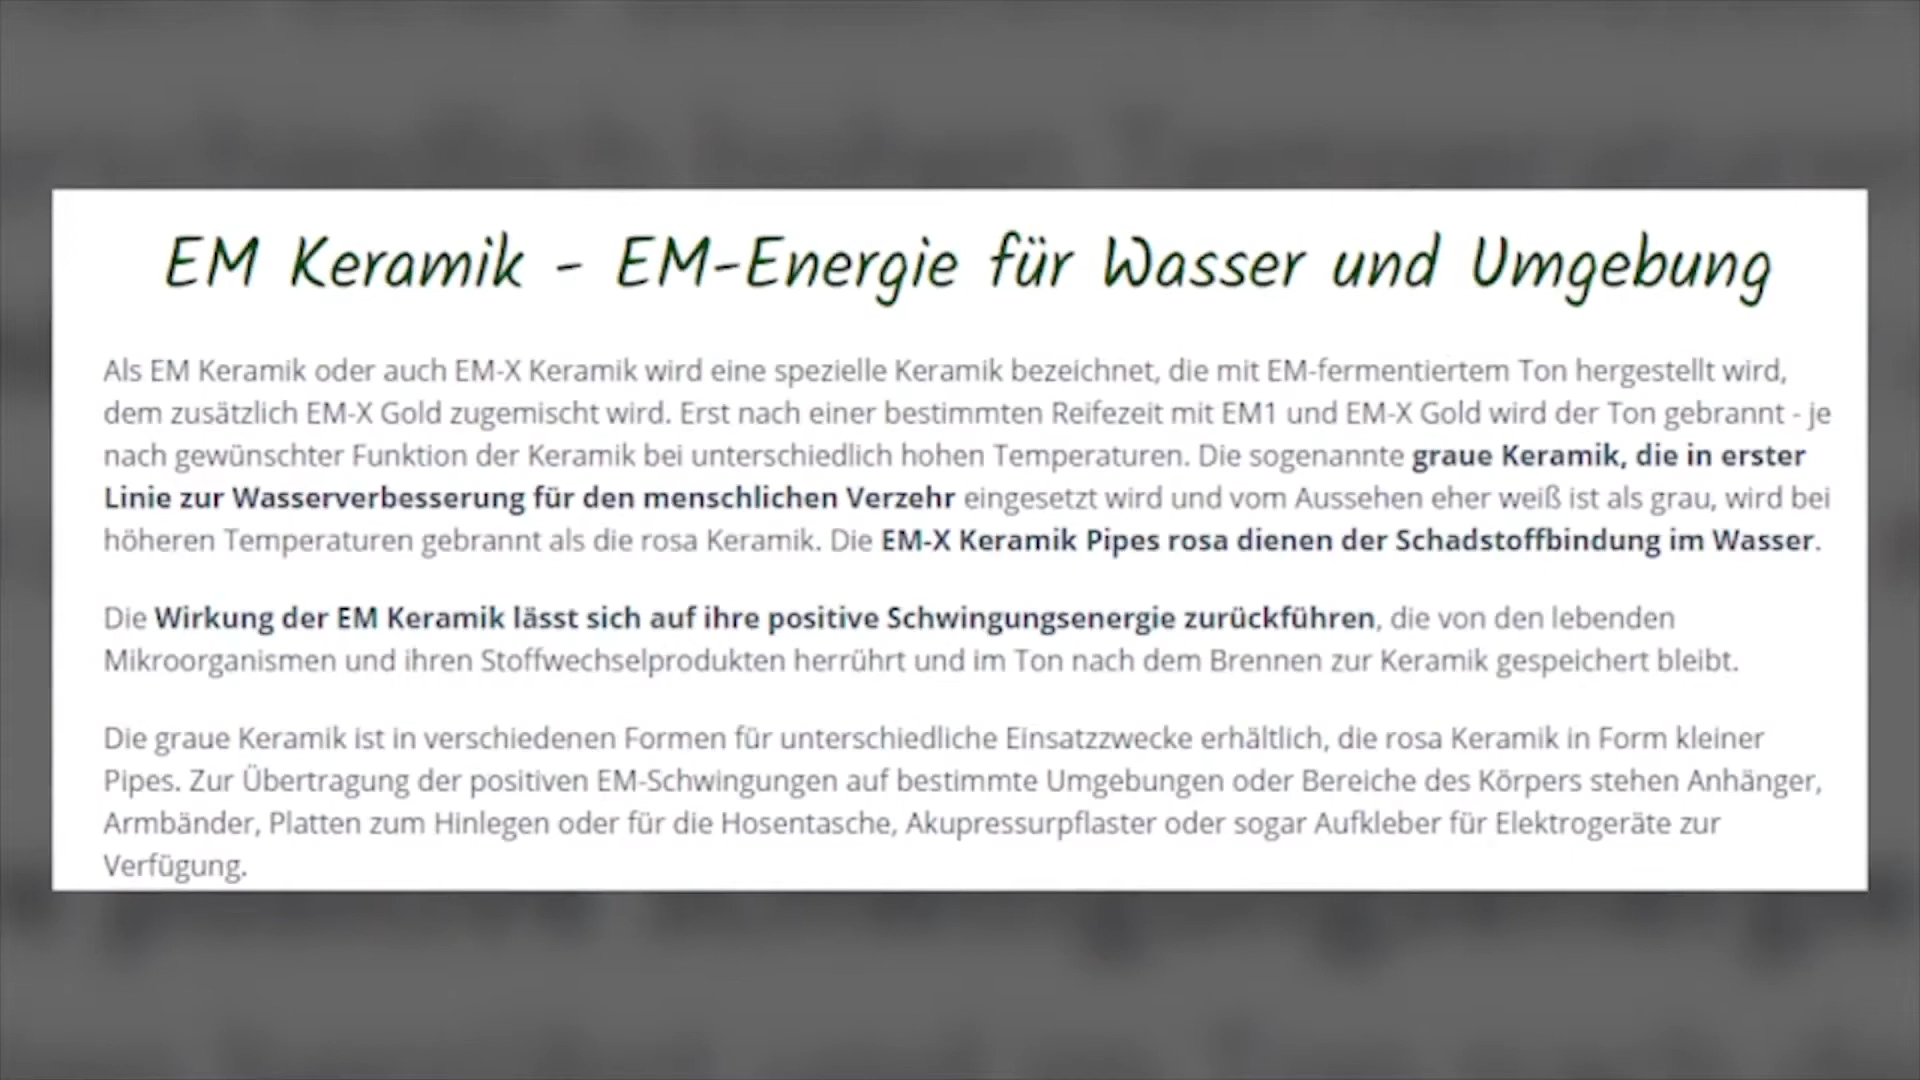 EM Keramik - EM-Energie für Wasser und Umgebung
Als EM Keramik oder auch EM-X Keramik wird eine spezielle Keramik bezeichnet, die mit EM-fermentiertem Ton hergestellt wird,
dem zusätzlich EM-X Gold zugemischt wird. Erst nach einer bestimmten Reifezeit mit EM1 und EM-X Gold wird der Ton gebrannt - je
nach gewünschter Funktion der Keramik bei unterschiedlich hohen Temperaturen. Die sogenannte graue Keramik, die in erster
Linie zur Wasserverbesserung für den menschlichen Verzehr eingesetzt wird und vom Aussehen eher weiß ist als grau, wird bei
höheren Temperaturen gebrannt als die rosa Keramik. Die EM-X Keramik Pipes rosa dienen der Schadstoffbindung im Wasser.
Die Wirkung der EM Keramik lässt sich auf ihre positive Schwingungsenergie zurückführen, die von den lebenden
Mikroorganismen und ihren Stoffwechselprodukten herrührt und im Ton nach dem Brennen zur Keramik gespeichert bleibt.
Die graue Keramik ist in verschiedenen Formen für unterschiedliche Einsatzzwecke erhältlich, die rosa Keramik in Form kleiner
Pipes. Zur Übertragung der positiven EM-Schwingungen auf bestimmte Umgebungen oder Bereiche des Körpers stehen Anhänger,
Armbänder, Platten zum Hinlegen oder für die Hosentasche, Akupressurpflaster oder sogar Aufkleber für Elektrogeräte zur
Verfügung.